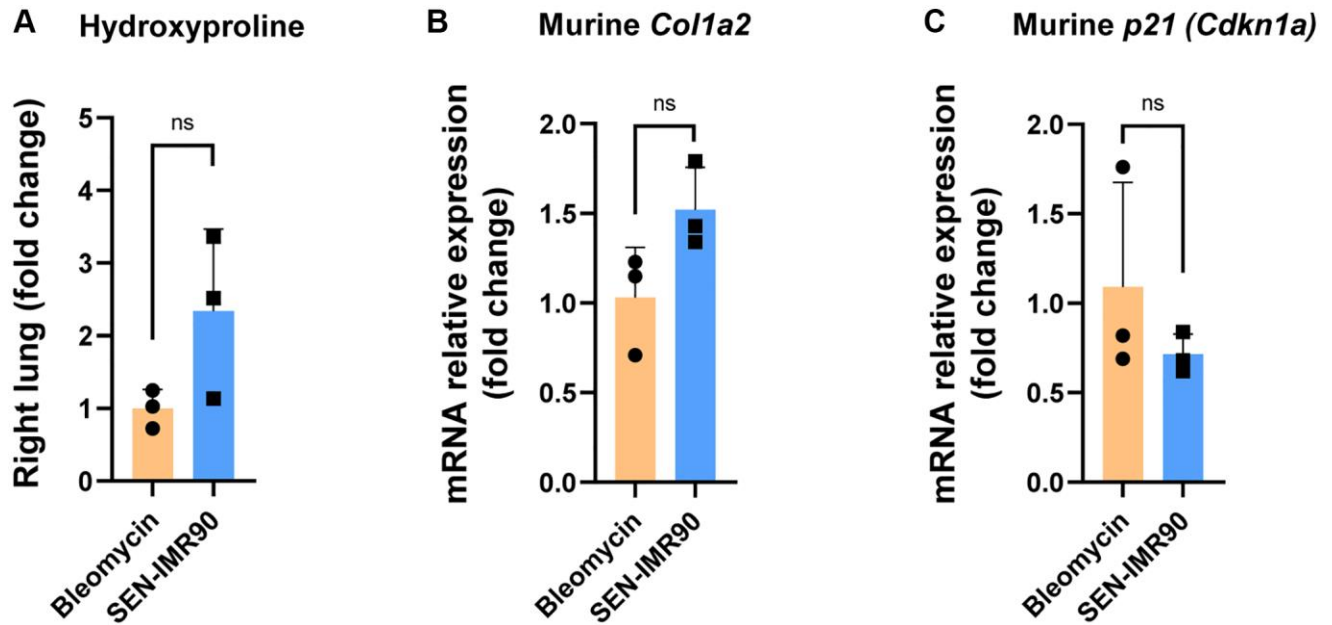 A Hydroxyproline
Right lung (fold change)
5
4
3
2
1
0
ns
Bleomycin
SEN-IMR90
B Murine Col1a2
mRNA relative expression
(fold change)
2.0
1.5
1.0
0.5
0.0
ns
Bleomycin
SEN-IMR90
C Murine p21 (Cdkn1a)
mRNA relative expression
(fold change)
2.0
1.5
1.0
0.5
0.0
ns
Bleomycin
SEN-IMR90